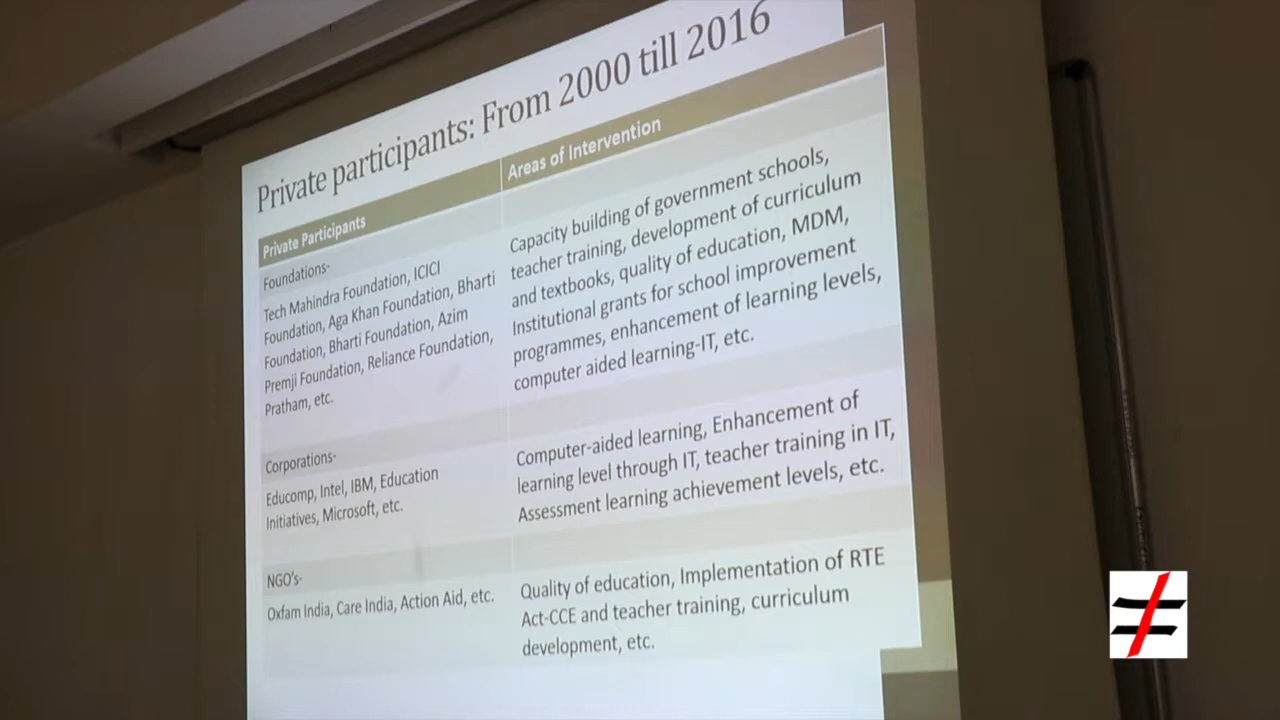 Private participants: From 2000 till 2016
Private Participants
Areas of Intervention
Foundations-
Tech Mahindra Foundation, ICICI
Foundation, Aga Khan Foundation, Bharti
Foundation, Bharti Foundation, Azim
Premji Foundation, Reliance Foundation,
Pratham, etc.
Capacity building of government schools,
teacher training, development of curriculum
and textbooks, quality of education, MDM,
Institutional grants for school improvement
programmes, enhancement of learning levels,
computer aided learning-IT, etc.
Corporations-
Educomp, Intel, IBM, Education
Initiatives, Microsoft, etc.
Computer-aided learning, Enhancement of
learning level through IT, teacher training in IT,
Assessment learning achievement levels, etc.
NGO's-
Oxfam India, Care India, Action Aid, etc.
Quality of education, Implementation of RTE
Act-CCE and teacher training, curriculum
development, etc.